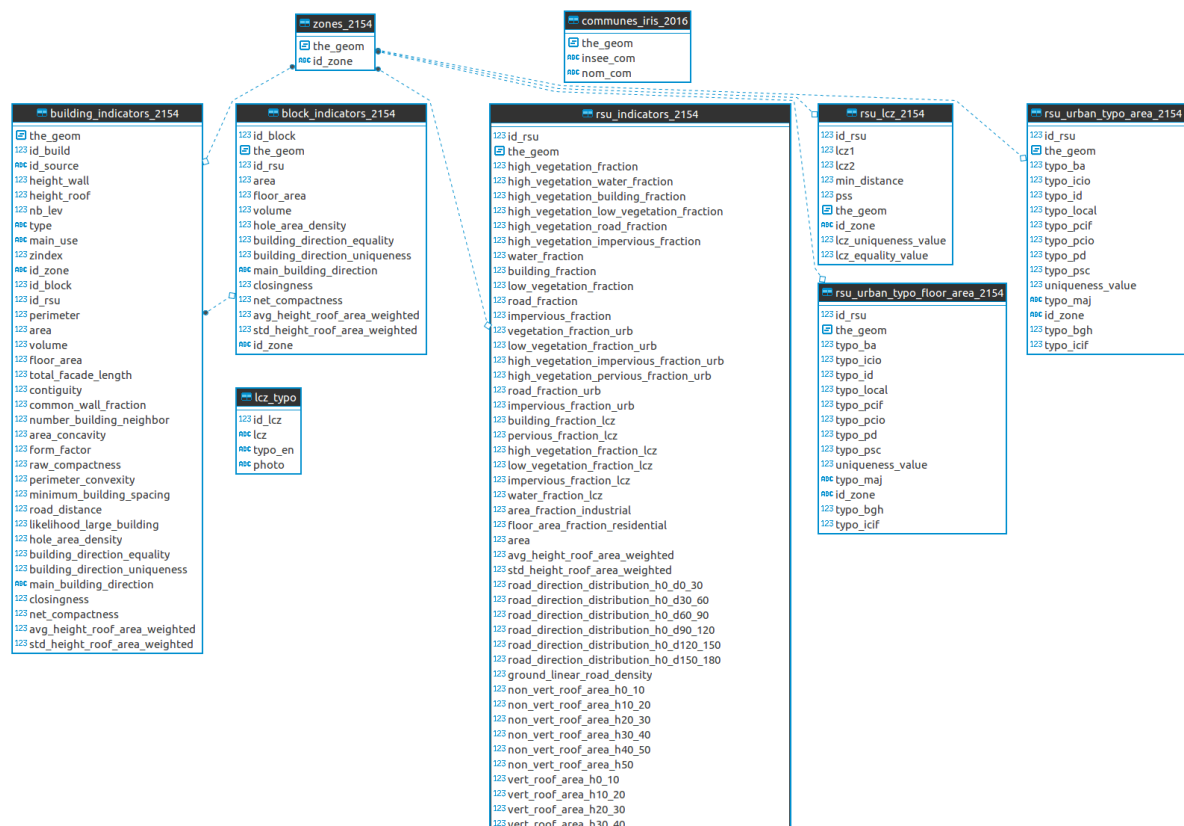 zones_2154
the_geom
id_zone
communes_iris_2016
the_geom
insee_com
nom_com
building_indicators_2154
the_geom
id_build
id_source
height_wall
height_roof
nb_lev
type
main_use
zindex
id_zone
id_block
id_rsu
perimeter
area
volume
floor_area
total_facade_length
contiguity
common_wall_fraction
number_building_neighbor
area_concavity
form_factor
raw_compactness
perimeter_convexity
minimum_building_spacing
road_distance
likelihood_large_building
hole_area_density
building_direction_equality
building_direction_uniqueness
main_building_direction
closingness
net_compactness
avg_height_roof_area_weighted
std_height_roof_area_weighted
block_indicators_2154
id_block
the_geom
id_rsu
area
floor_area
volume
hole_area_density
building_direction_equality
building_direction_uniqueness
main_building_direction
closingness
net_compactness
avg_height_roof_area_weighted
std_height_roof_area_weighted
id_zone
lcz_typo
id_lcz
lcz
typo_en
photo
rsu_indicators_2154
id_rsu
the_geom
high_vegetation_fraction
high_vegetation_water_fraction
high_vegetation_building_fraction
high_vegetation_low_vegetation_fraction
high_vegetation_road_fraction
high_vegetation_impervious_fraction
water_fraction
building_fraction
low_vegetation_fraction
road_fraction
impervious_fraction
vegetation_fraction_urb
low_vegetation_fraction_urb
high_vegetation_impervious_fraction_urb
high_vegetation_pervious_fraction_urb
road_fraction_urb
impervious_fraction_urb
building_fraction_lcz
pervious_fraction_lcz
high_vegetation_fraction_lcz
low_vegetation_fraction_lcz
impervious_fraction_lcz
water_fraction_lcz
area_fraction_industrial
floor_area_fraction_residential
area
avg_height_roof_area_weighted
std_height_roof_area_weighted
road_direction_distribution_h0_d0_30
road_direction_distribution_h0_d30_60
road_direction_distribution_h0_d60_90
road_direction_distribution_h0_d90_120
road_direction_distribution_h0_d120_150
road_direction_distribution_h0_d150_180
ground_linear_road_density
non_vert_roof_area_h0_10
non_vert_roof_area_h10_20
non_vert_roof_area_h20_30
non_vert_roof_area_h30_40
non_vert_roof_area_h40_50
non_vert_roof_area_h50
vert_roof_area_h0_10
vert_roof_area_h10_20
vert_roof_area_h20_30
vert_roof_area_h30_40
rsu_lcz_2154
id_rsu
lcz1
lcz2
min_distance
pss
the_geom
id_zone
lcz_uniqueness_value
lcz_equality_value
rsu_urban_typo_floor_area_2154
id_rsu
the_geom
typo_ba
typo_icio
typo_id
typo_local
typo_pcif
typo_pcio
typo_pd
typo_psc
uniqueness_value
typo_maj
id_zone
typo_bgh
typo_icif
rsu_urban_typo_area_2154
id_rsu
the_geom
typo_ba
typo_icio
typo_id
typo_local
typo_pcif
typo_pcio
typo_pd
typo_psc
uniqueness_value
typo_maj
id_zone
typo_bgh
typo_icif